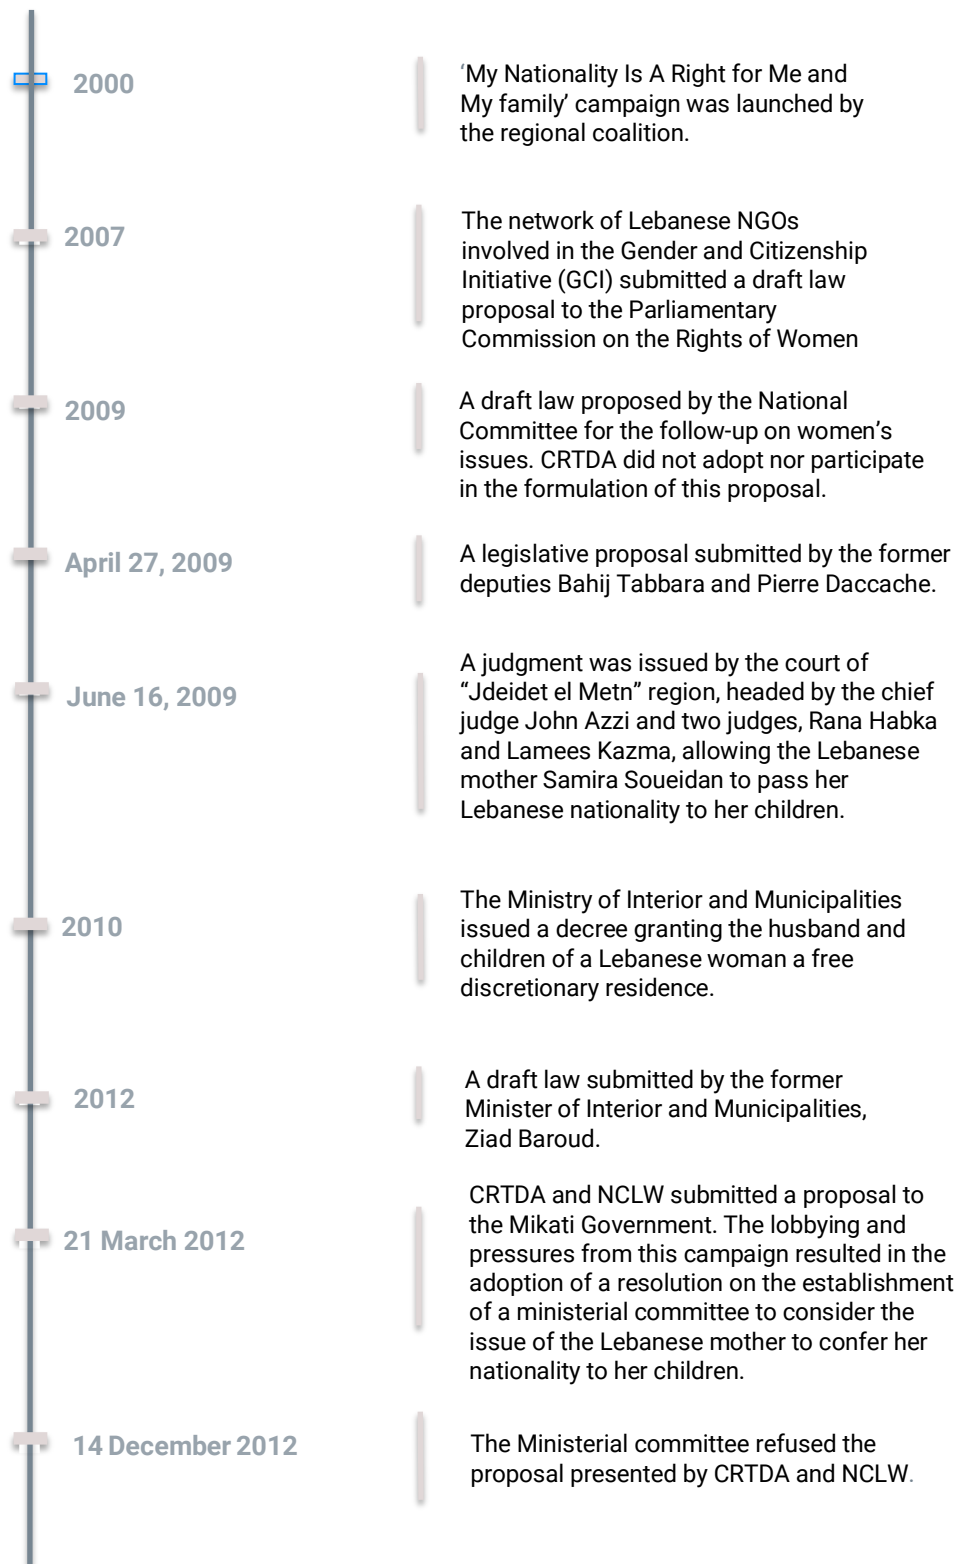 2000
‘My Nationality Is A Right for Me and
My family’ campaign was launched by
the regional coalition.
2007
The network of Lebanese NGOs
involved in the Gender and Citizenship
Initiative (GCI) submitted a draft law
proposal to the Parliamentary
Commission on the Rights of Women
2009
A draft law proposed by the National
Committee for the follow-up on women’s
issues. CRTDA did not adopt nor participate
in the formulation of this proposal.
April 27, 2009
A legislative proposal submitted by the former
deputies Bahij Tabbara and Pierre Daccache.
June 16, 2009
A judgment was issued by the court of
“Jdeidet el Metn” region, headed by the chief
judge John Azzi and two judges, Rana Habka
and Lamees Kazma, allowing the Lebanese
mother Samira Soueidan to pass her
Lebanese nationality to her children.
2010
The Ministry of Interior and Municipalities
issued a decree granting the husband and
children of a Lebanese woman a free
discretionary residence.
2012
A draft law submitted by the former
Minister of Interior and Municipalities,
Ziad Baroud.
21 March 2012
CRTDA and NCLW submitted a proposal to
the Mikati Government. The lobbying and
pressures from this campaign resulted in the
adoption of a resolution on the establishment
of a ministerial committee to consider the
issue of the Lebanese mother to confer her
nationality to her children.
14 December 2012
The Ministerial committee refused the
proposal presented by CRTDA and NCLW.